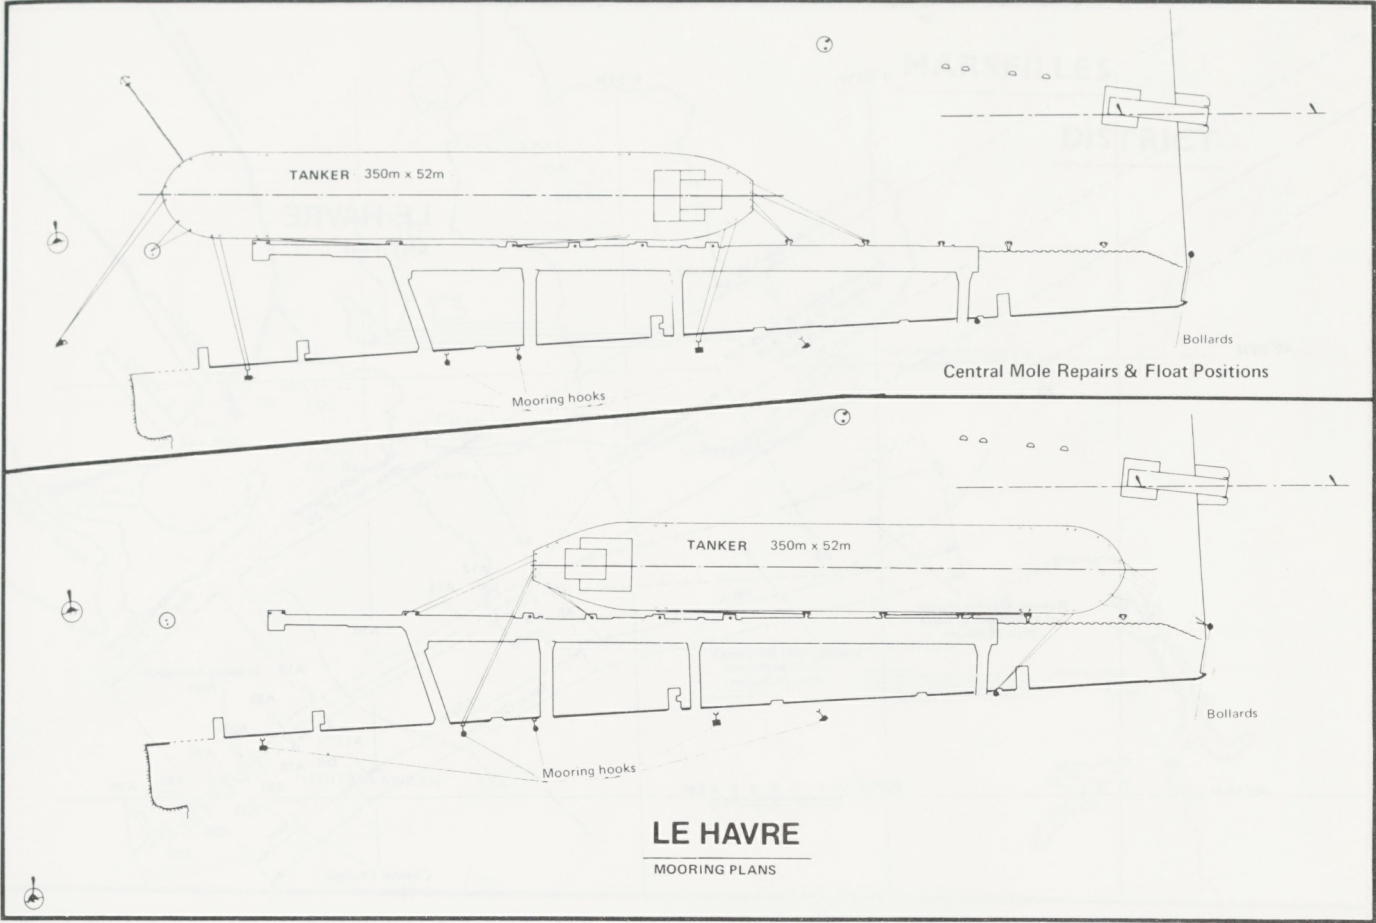 TANKER 350m x 52m
Bollards
Central Mole Repairs & Float Positions
Mooring hooks
TANKER 350m x 52m
Bollards
Mooring hooks
LE HAVRE
MOORING PLANS